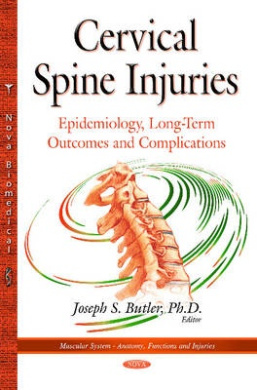 Cervical
Spine Injuries
Epidemiology, Long-Term
Outcomes and Complications
Nova Biomedical
Joseph S. Butler, Ph.D.
Editor
Muscular System - Anatomy, Functions and Injuries
NOVA